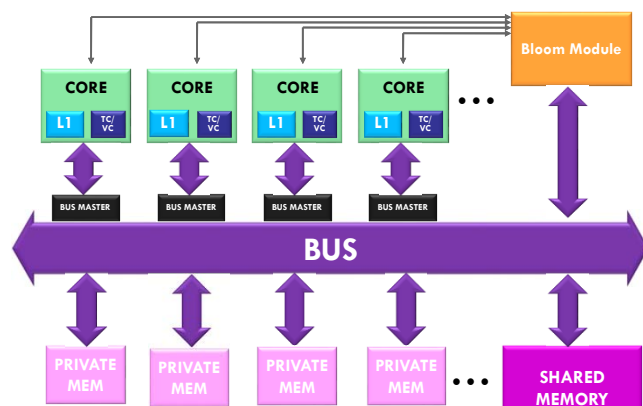 Bloom Module
CORE
CORE
CORE
CORE
L1
TC/
VC
L1
TC/
VC
L1
TC/
VC
L1
TC/
VC
BUS MASTER
BUS MASTER
BUS MASTER
BUS MASTER
BUS
PRIVATE
MEM
PRIVATE
MEM
PRIVATE
MEM
PRIVATE
MEM
SHARED
MEMORY